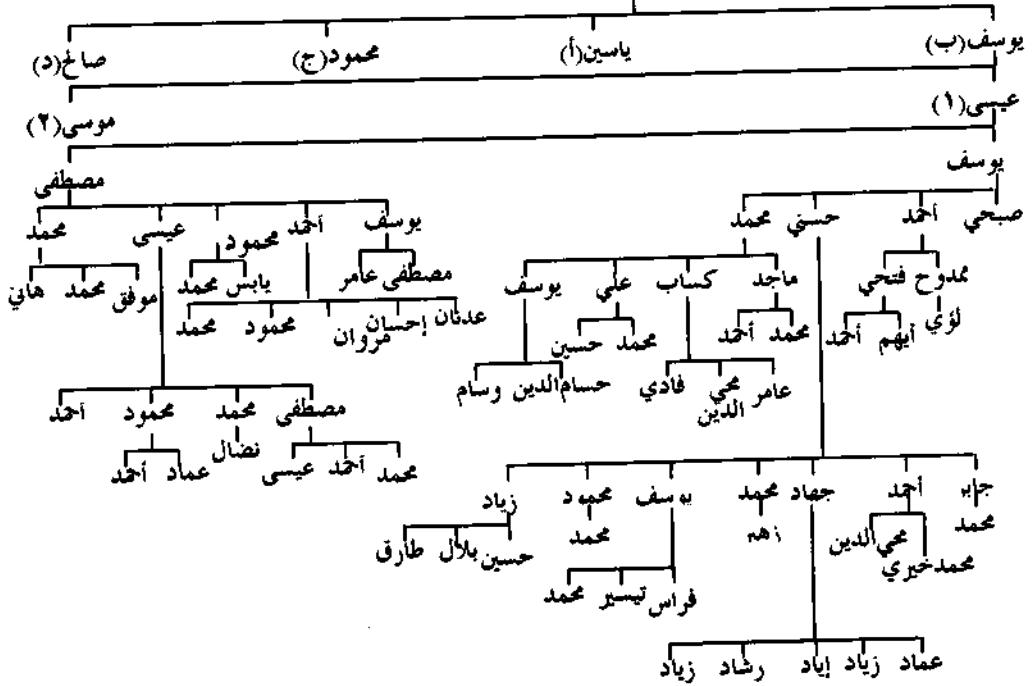 يوسف(ب) ياسين(أ) محمود(ج) صالح(د)
عيسى(١) موسى(٢)
يوسف مصطفى
صبحي أحمد حسني محمد يوسف أحمد محمود عيسى محمد
ممدوح فتحي ماجد كساب علي يوسف مصطفى عامر يابس محمد موفق محمد هاني
لؤي أيهم أحمد محمد أحمد محمد حسين عدنان إحسان مروان محمود محمد
عامر محي الدين فادي حسام الدين وسام
مصطفى محمد محمود أحمد
محمد أحمد عيسى نضال عماد أحمد
جابر أحمد جهاد محمد يوسف محمود زياد
محمد محي الدين محمد حسين بلال طارق
محمد خيري
فراس تيسير محمد
عماد زياد إياد رشاد زياد